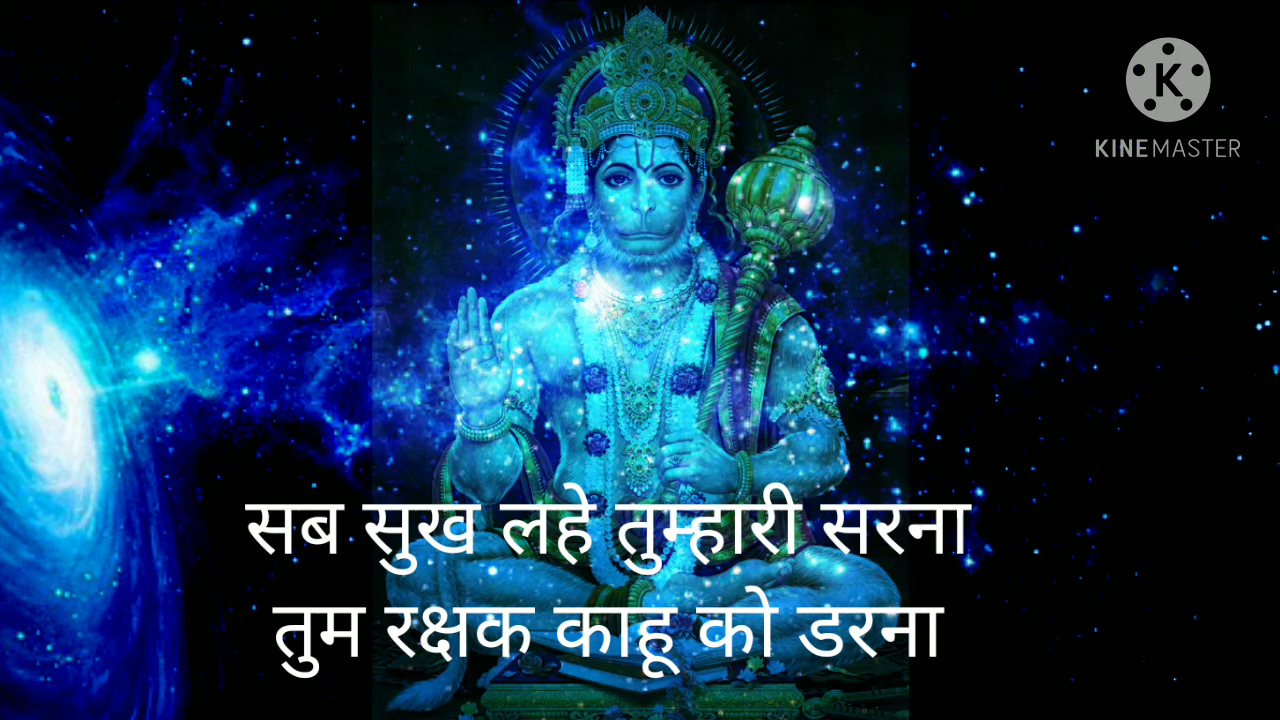 K
KINEMASTER
सब सुख लहे तुम्हारी सरना
तुम रक्षक काहू को डरना